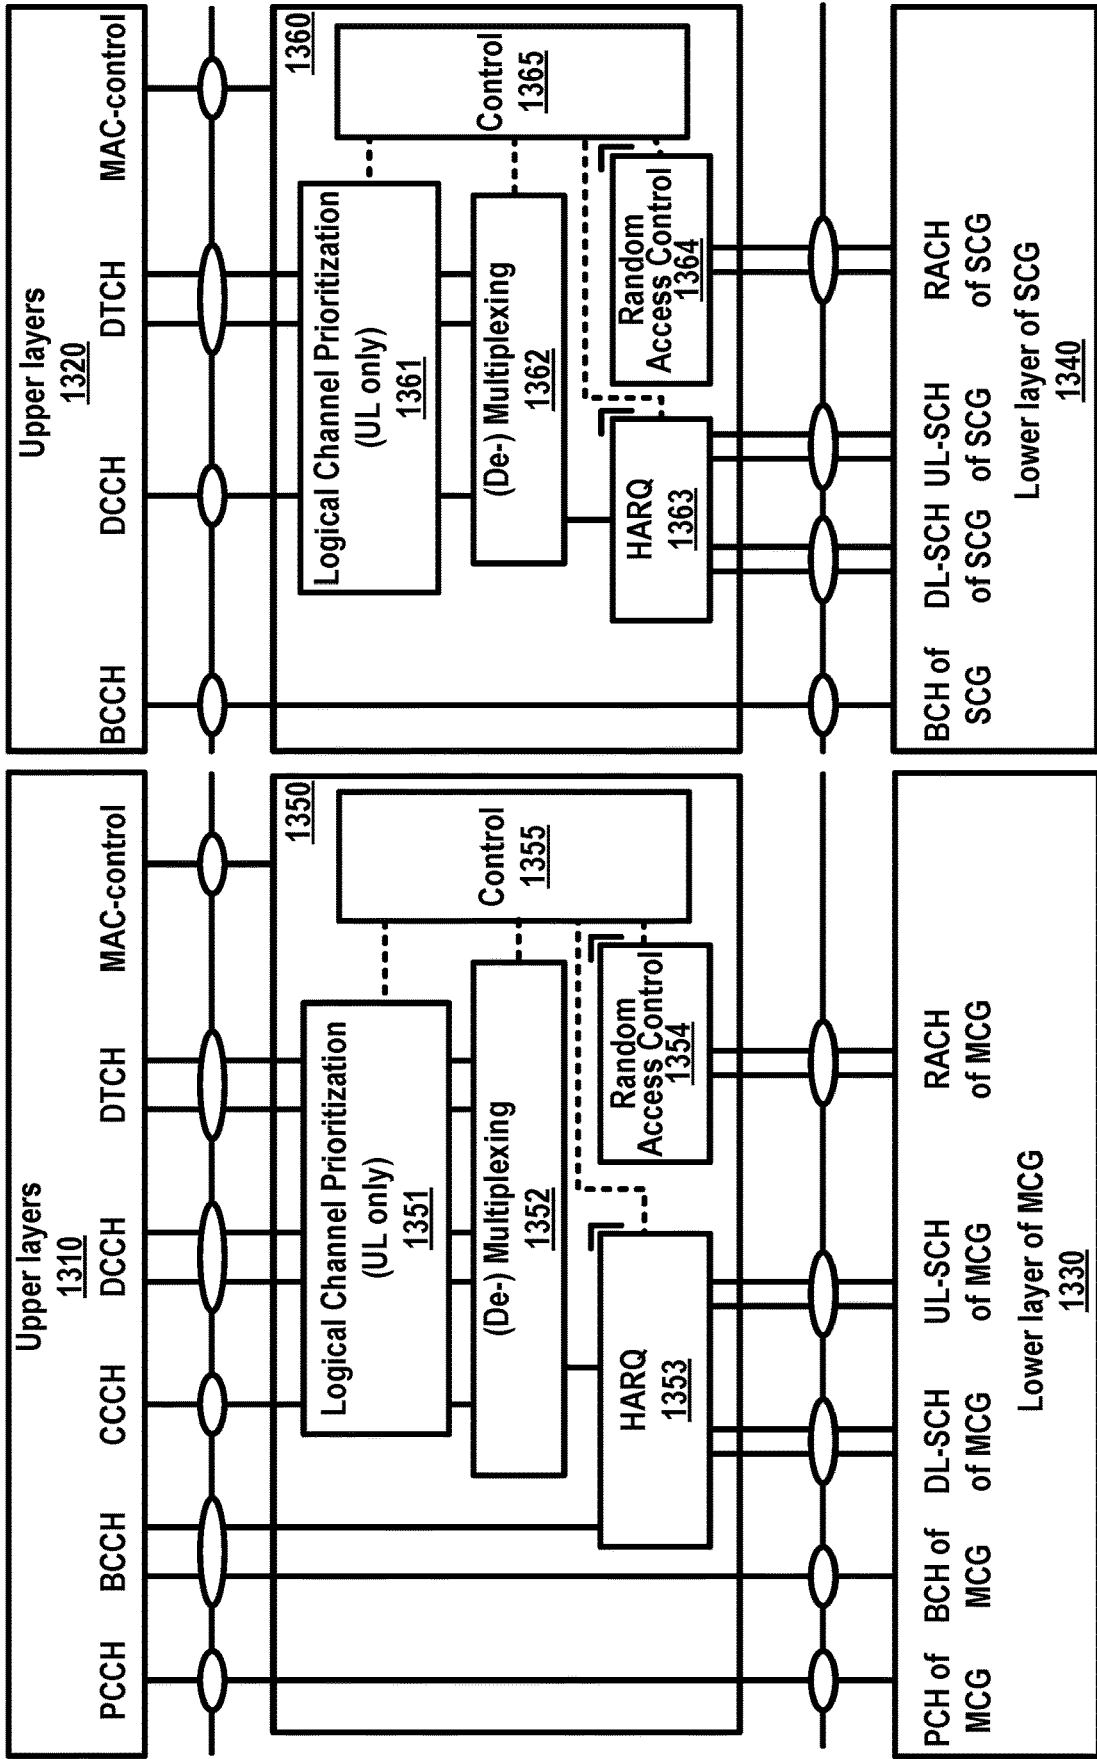 Upper layers
1310
PCCH
BCCH
CCCH
DCCH
DTCH
MAC-control
1350
Logical Channel Prioritization
(UL only)
1351
(De-) Multiplexing
1352
HARQ
1353
Random
Access Control
1354
Control
1355
PCH of
MCG
BCH of
MCG
DL-SCH
of MCG
UL-SCH
of MCG
RACH
of MCG
Lower layer of MCG
1330
Upper layers
1320
BCCH
DCCH
DTCH
MAC-control
1360
Logical Channel Prioritization
(UL only)
1361
(De-) Multiplexing
1362
HARQ
1363
Random
Access Control
1364
Control
1365
BCH of
SCG
DL-SCH
of SCG
UL-SCH
of SCG
RACH
of SCG
Lower layer of SCG
1340